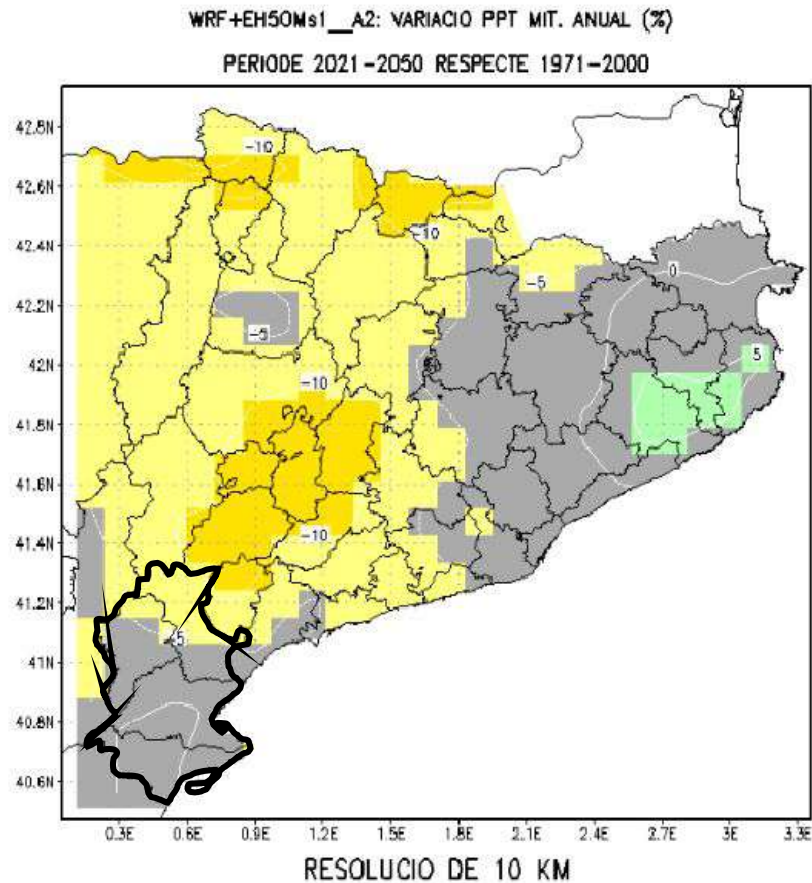 WRF+EH5OMs1__A2: VARIACIO PPT MIT. ANUAL (%)
PERIODE 2021-2050 RESPECTE 1971-2000
42.8N
-10
42.6N
-10
42.4N
0
-5
42.2N
-5
5
42N
-10
41.8N
41.6N
-10
41.4N
41.2N
-5
41N
40.8N
40.6N
0.3E 0.6E 0.9E 1.2E 1.5E 1.8E 2.1E 2.4E 2.7E 3E 3.3E
RESOLUCIO DE 10 KM